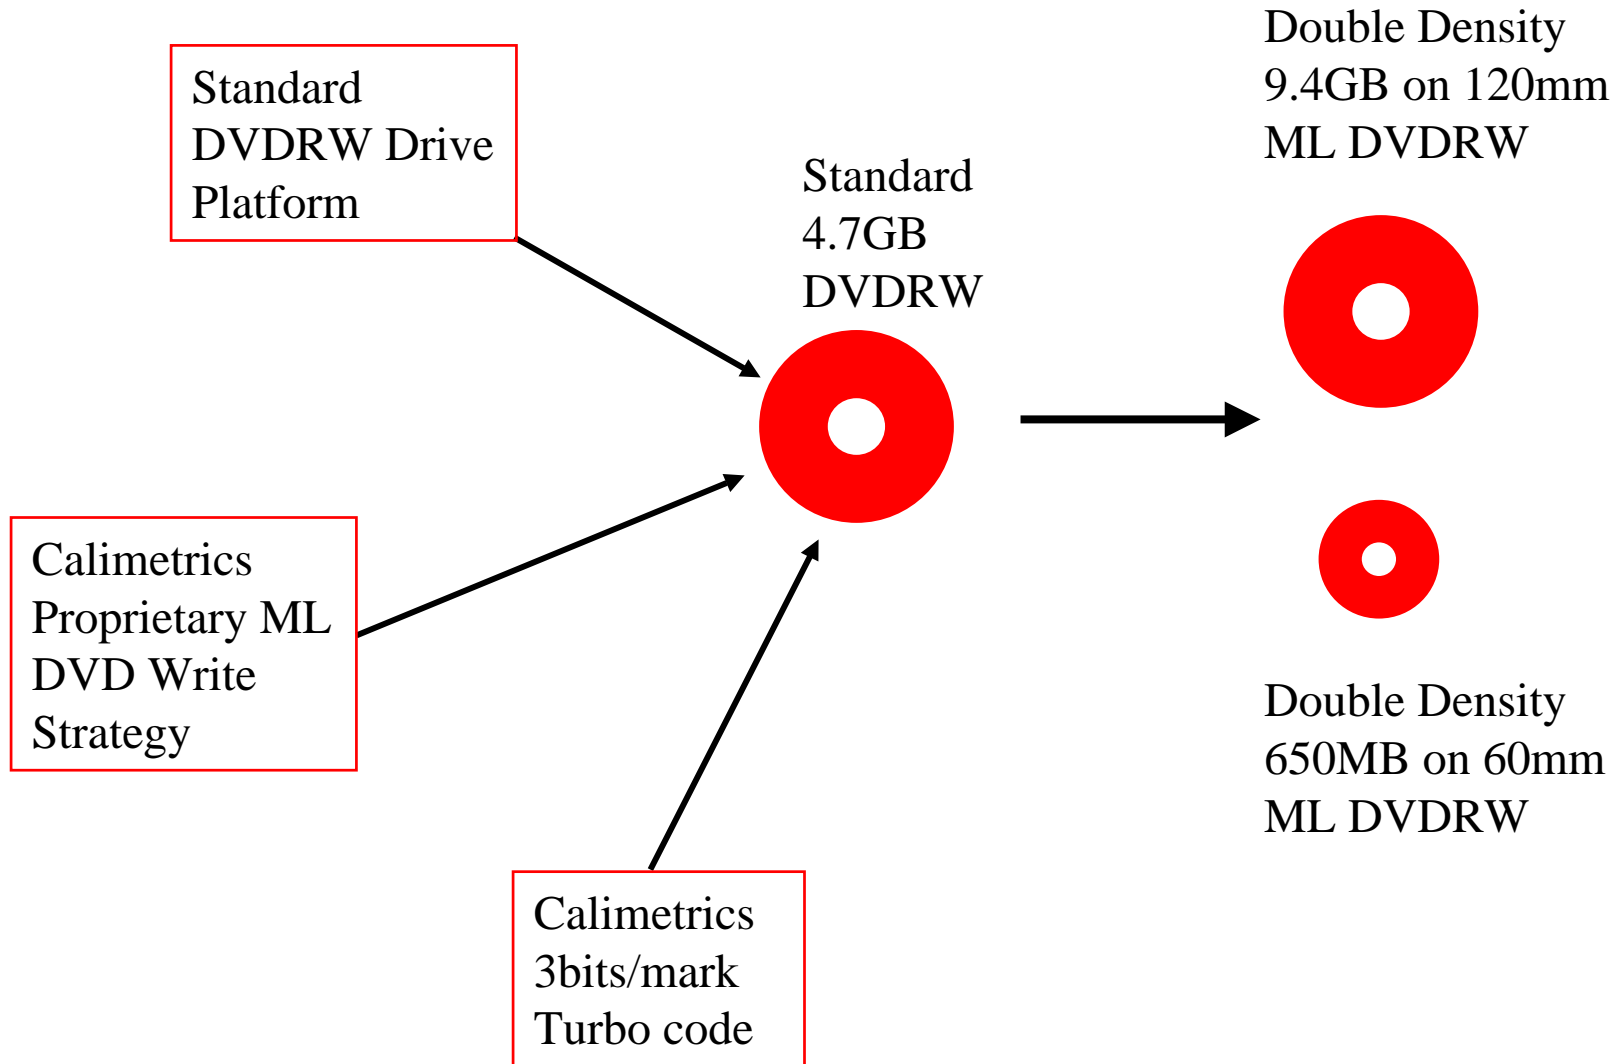 Standard
DVDRW Drive
Platform
Calimetrics
Proprietary ML
DVD Write
Strategy
Calimetrics
3bits/mark
Turbo code
Standard
4.7GB
DVDRW
Double Density
9.4GB on 120mm
ML DVDRW
Double Density
650MB on 60mm
ML DVDRW